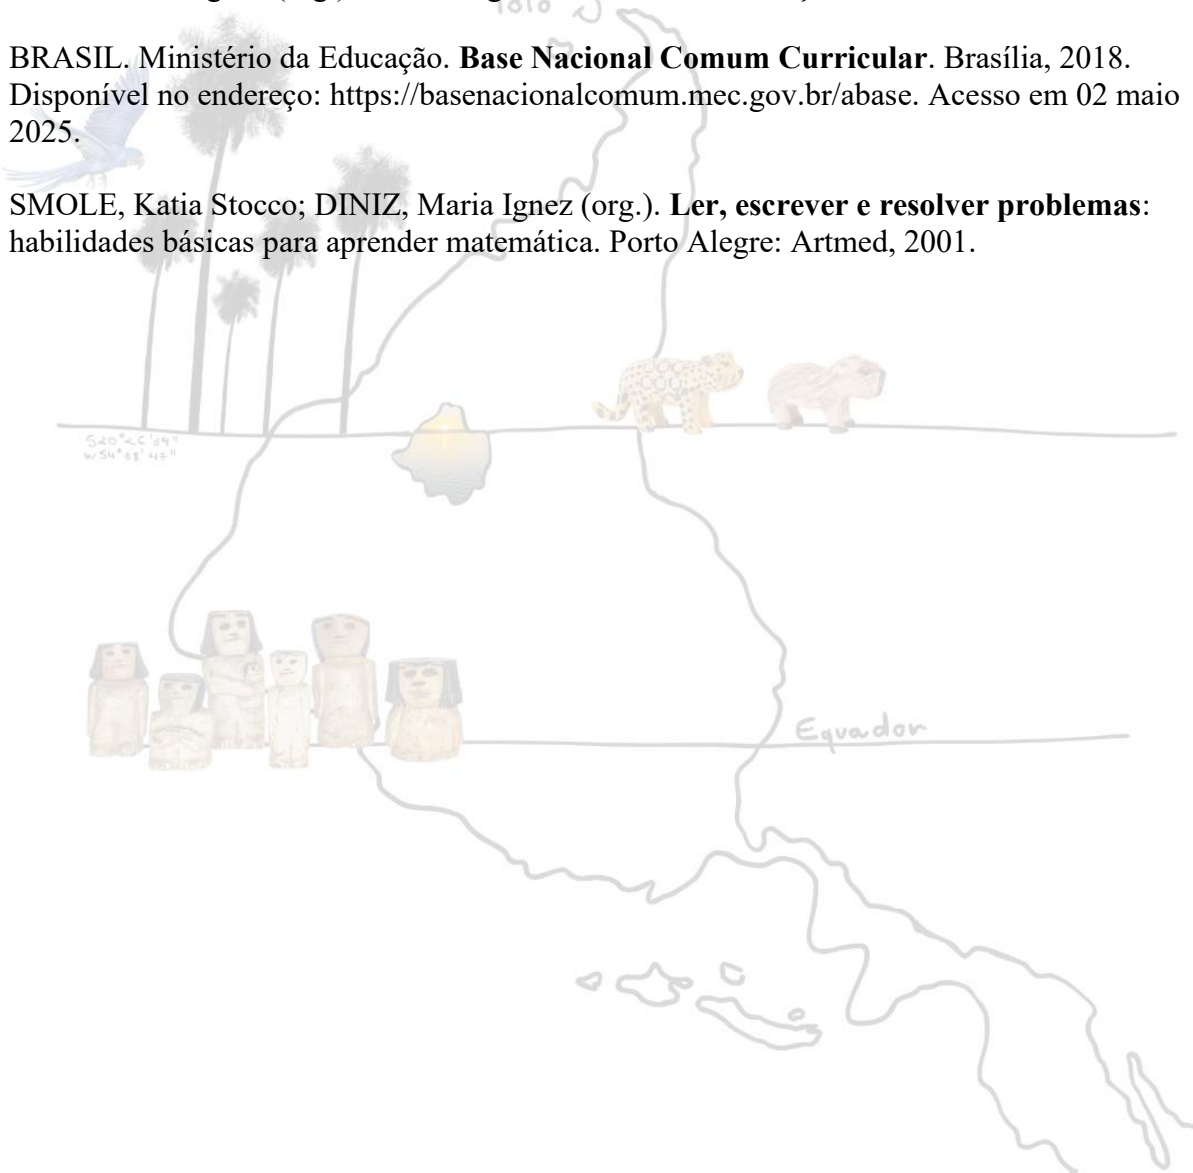 BRASIL. Ministério da Educação. Base Nacional Comum Curricular. Brasília, 2018.
Disponível no endereço: https://basenacionalcomum.mec.gov.br/abase. Acesso em 02 maio
2025.
SMOLE, Katia Stocco; DINIZ, Maria Ignez (org.). Ler, escrever e resolver problemas:
habilidades básicas para aprender matemática. Porto Alegre: Artmed, 2001.
Equador